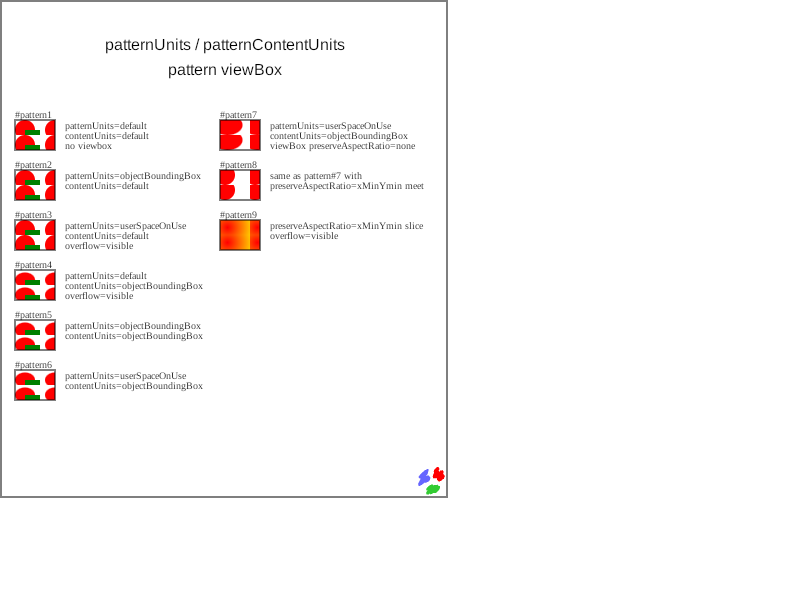 patternUnits / patternContentUnits
pattern viewBox
#pattern1
patternUnits=default
contentUnits=default
no viewbox
#pattern2
patternUnits=objectBoundingBox
contentUnits=default
#pattern3
patternUnits=userSpaceOnUse
contentUnits=default
overflow=visible
#pattern4
patternUnits=default
contentUnits=objectBoundingBox
overflow=visible
#pattern5
patternUnits=objectBoundingBox
contentUnits=objectBoundingBox
#pattern6
patternUnits=userSpaceOnUse
contentUnits=objectBoundingBox
#pattern7
patternUnits=userSpaceOnUse
contentUnits=objectBoundingBox
viewBox preserveAspectRatio=none
#pattern8
same as pattern#7 with
preserveAspectRatio=xMinYmin meet
#pattern9
preserveAspectRatio=xMinYmin slice
overflow=visible